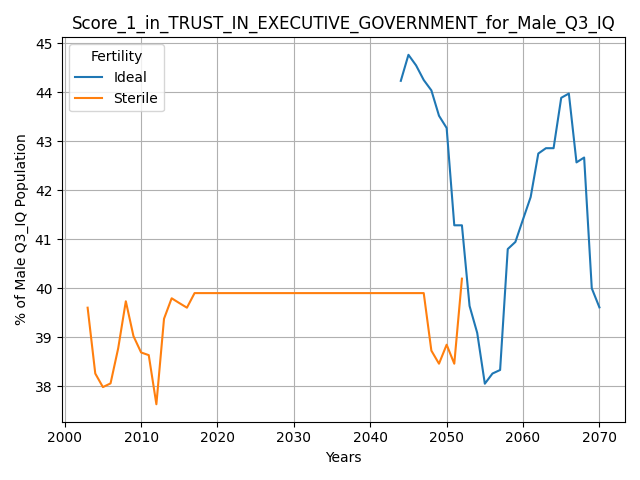 Score_1_in_TRUST_IN_EXECUTIVE_GOVERNMENT_for_Male_Q3_IQ
Fertility
Ideal
Sterile
% of Male Q3_IQ Population
45
44
43
42
41
40
39
38
2000
2010
2020
2030
2040
2050
2060
2070
Years